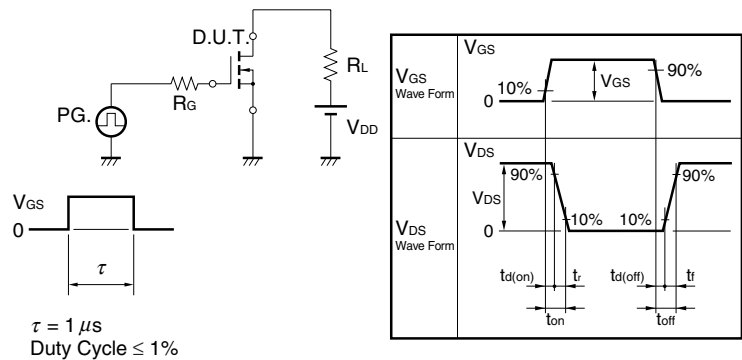 D.U.T.
RL
RG
PG.
VDD
VGS
0
τ
τ = 1 μs
Duty Cycle ≤ 1%
VGS
Wave Form
VGS
10%
VGS
90%
0
VDS
Wave Form
VDS
90%
90%
VDS
10%
10%
0
td(on)
tr
td(off)
tf
ton
toff